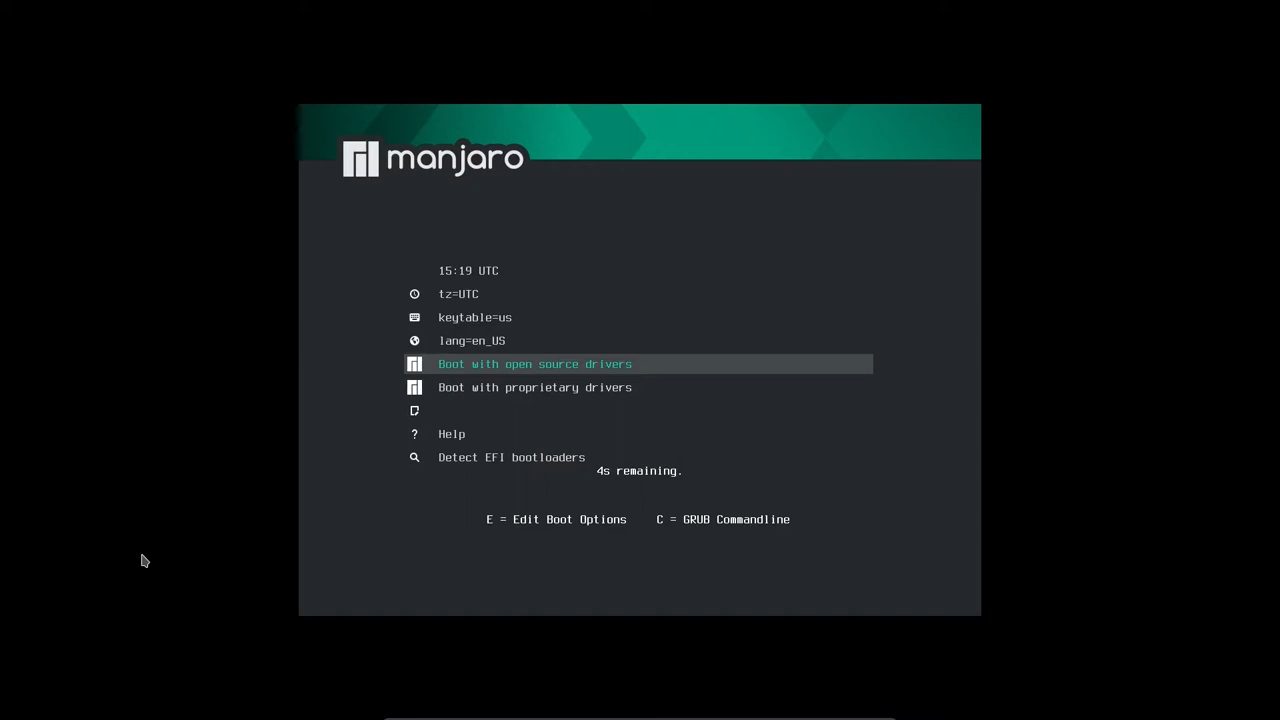 manjaro
15:19 UTC
tz=UTC
keytable=us
lang=en_US
Boot with open source drivers
Boot with proprietary drivers
? Help
Detect EFI bootloaders
4s remaining.
E = Edit Boot Options C = GRUB Commandline